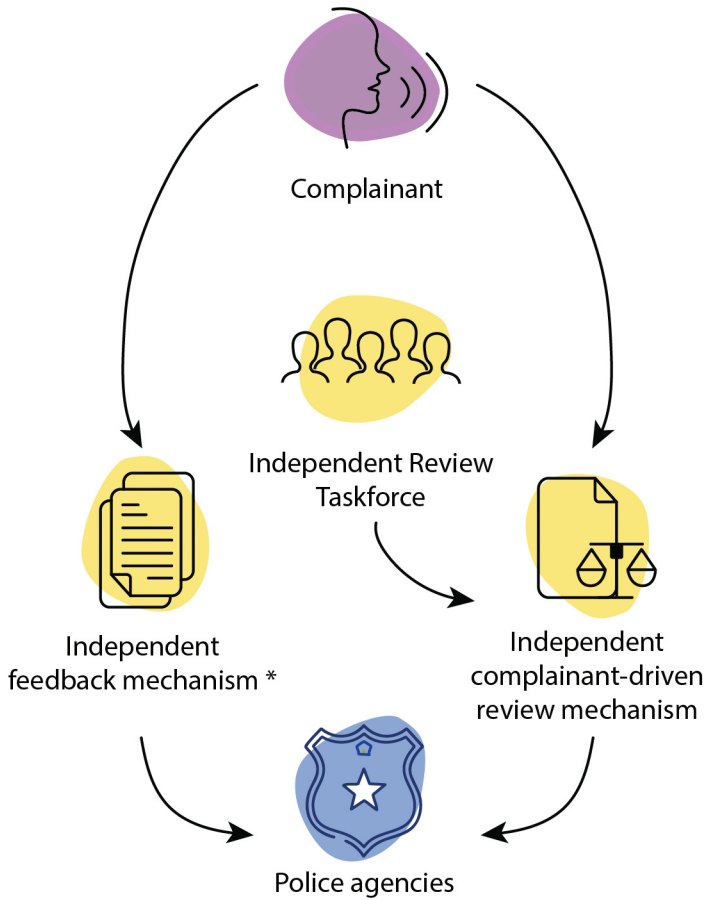 Complainant
Independent Review
Taskforce
Independent
feedback mechanism *
Independent
complainant-driven
review mechanism
Police agencies